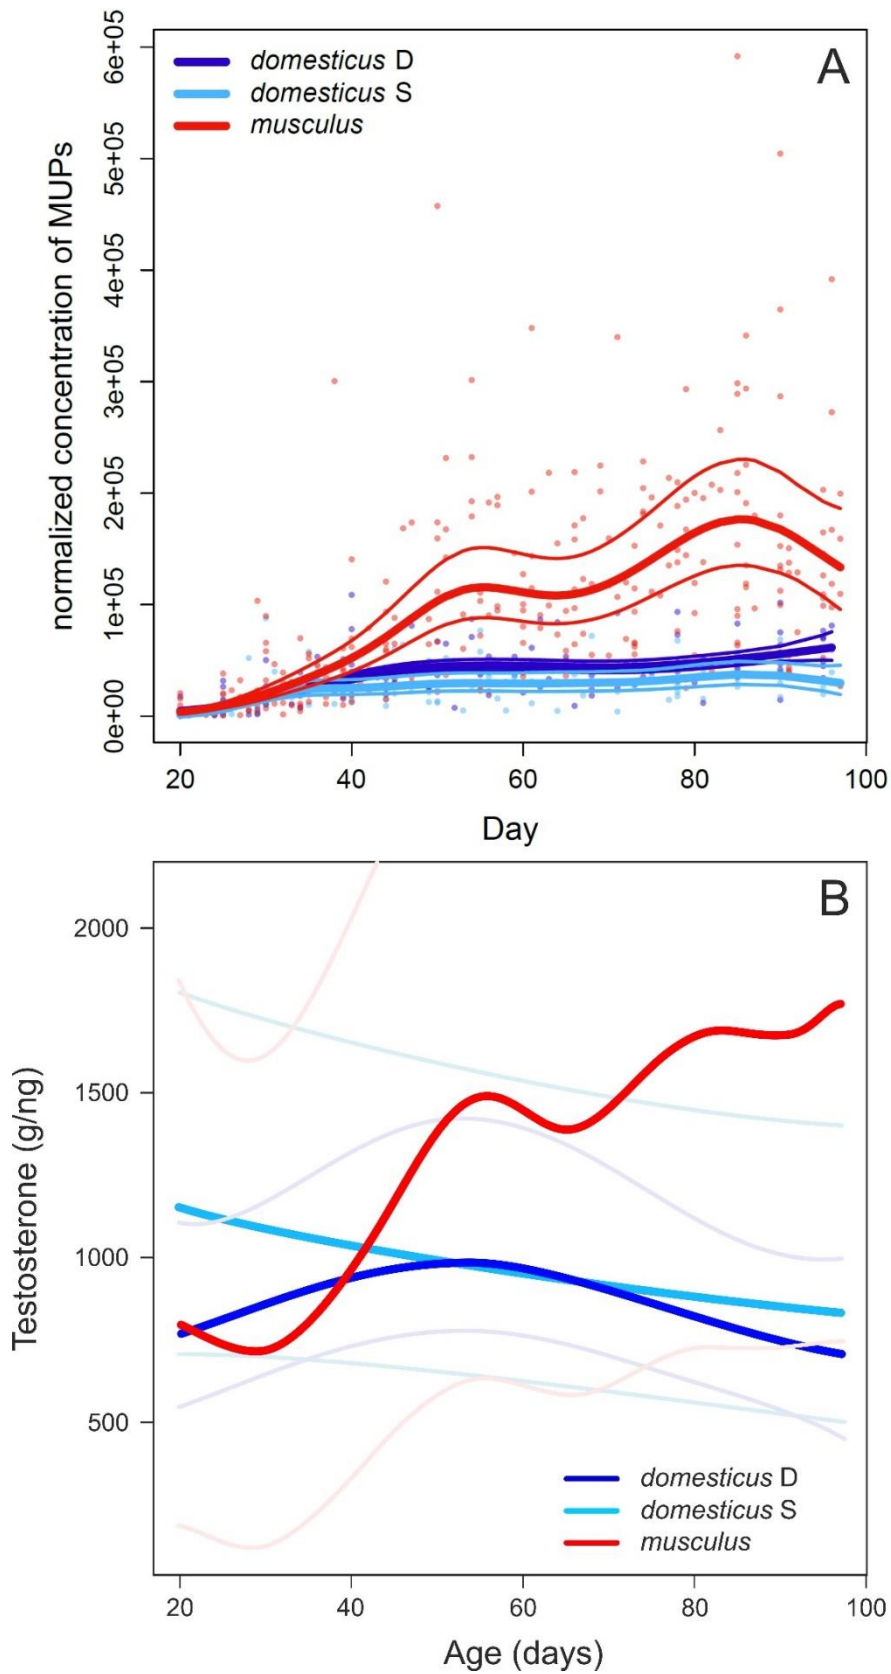 A
domesticus D
domesticus S
musculus
normalized concentration of MUPs
6e+05
5e+05
4e+05
3e+05
2e+05
1e+05
0e+00
20 40 60 80 100
Day
B
Testosterone (g/ng)
2000
1500
1000
500
domesticus D
domesticus S
musculus
20 40 60 80 100
Age (days)